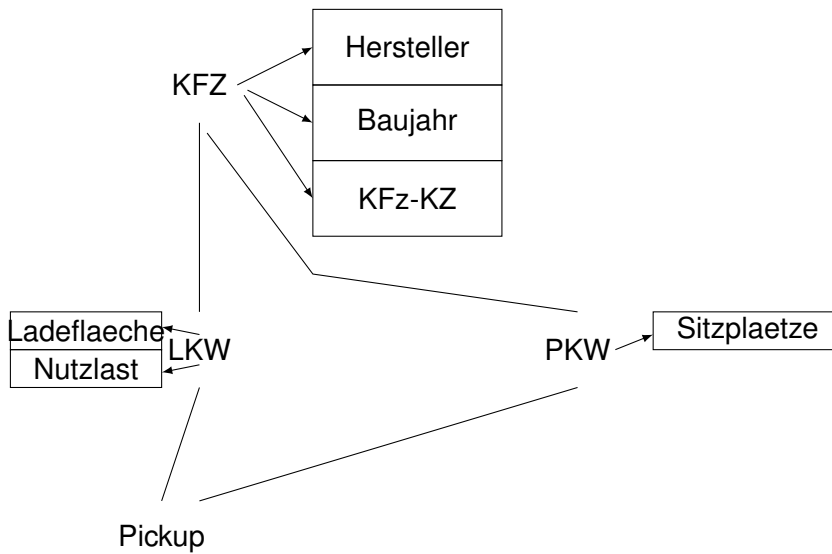 Hersteller
KFZ
Baujahr
KFz-KZ
Ladeflaeche
LKW
Nutzlast
PKW
Sitzplaetze
Pickup